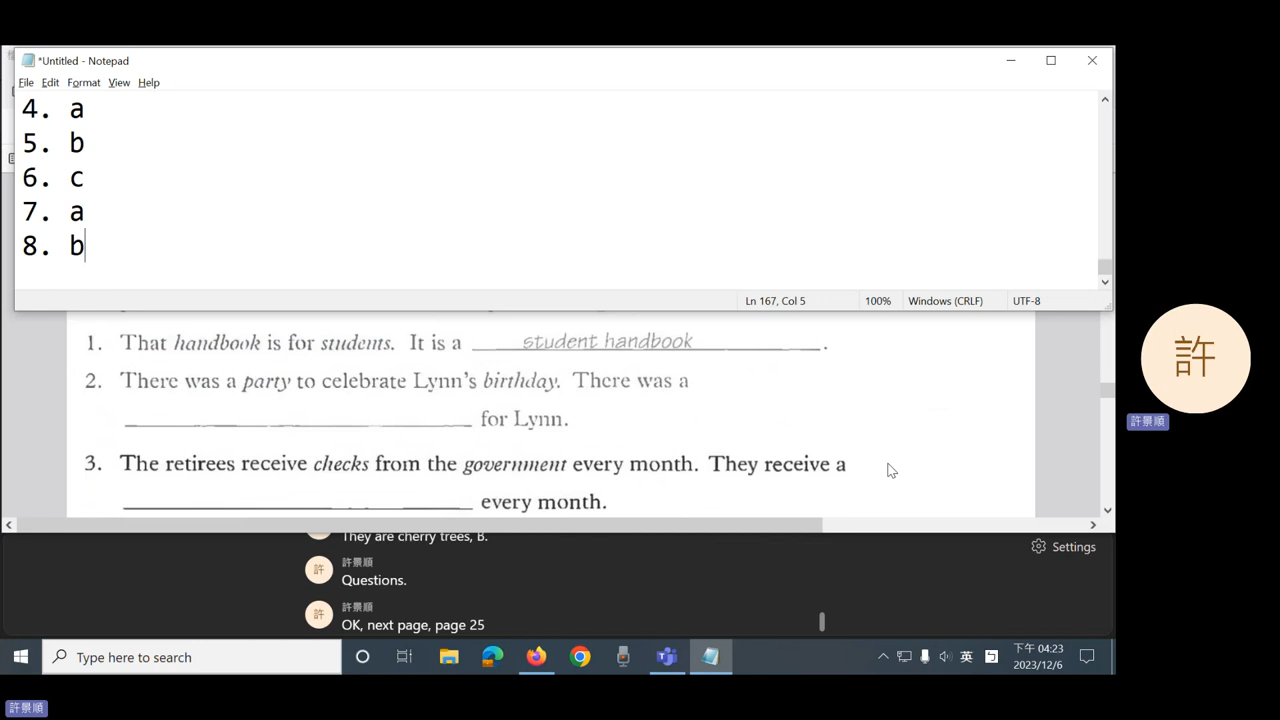 *Untitled - Notepad
File Edit Format View Help
4. a
5. b
6. c
7. a
8. b
Ln 167, Col 5 100% Windows (CRLF) UTF-8
1. That handbook is for students. It is a student handbook.
2. There was a party to celebrate Lynn's birthday. There was a
for Lynn.
3. The retirees receive checks from the government every month. They receive a
every month.
They are cherry trees, B.
Settings
許 許景順
Questions.
許 許景順
OK, next page, page 25
Type here to search
英
下午 04:23
2023/12/6
許
許景順
許景順